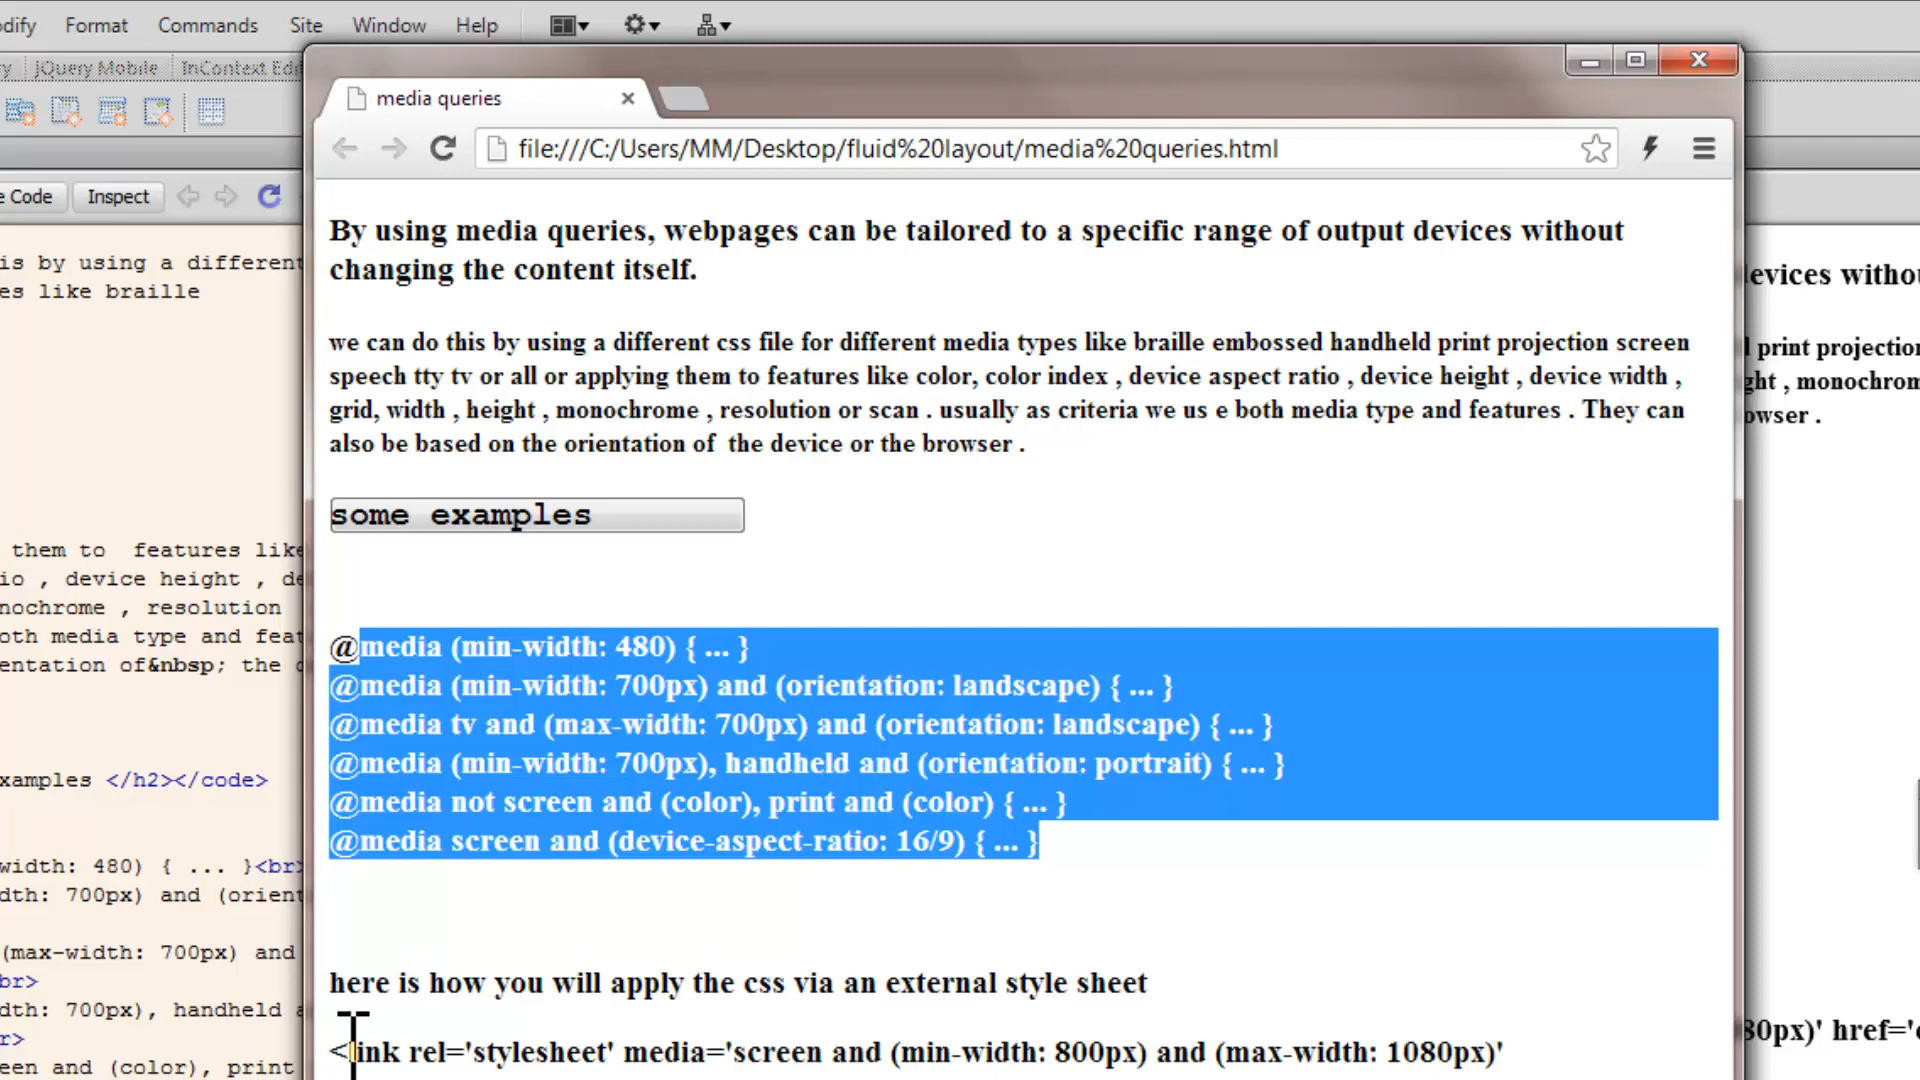 dify Format Commands Site Window Help
y jQuery Mobile InContext Edi
media queries
file:///C:/Users/MM/Desktop/fluid%20layout/media%20queries.html
e Code Inspect
By using media queries, webpages can be tailored to a specific range of output devices without
changing the content itself.
we can do this by using a different css file for different media types like braille embossed handheld print projection screen
speech tty tv or all or applying them to features like color, color index , device aspect ratio , device height , device width ,
grid, width , height , monochrome , resolution or scan . usually as criteria we us e both media type and features . They can
also be based on the orientation of  the device or the browser .
some examples
@media (min-width: 480) { ... }
@media (min-width: 700px) and (orientation: landscape) { ... }
@media tv and (max-width: 700px) and (orientation: landscape) { ... }
@media (min-width: 700px), handheld and (orientation: portrait) { ... }
@media not screen and (color), print and (color) { ... }
@media screen and (device-aspect-ratio: 16/9) { ... }
here is how you will apply the css via an external style sheet
<link rel='stylesheet' media='screen and (min-width: 800px) and (max-width: 1080px)'
is by using a different
es like braille
them to  features like
io , device height , de
nochrome , resolution
oth media type and feat
entation of&nbsp; the d
xamples </h2></code>
width: 480) { ... }<br>
dth: 700px) and (orient
(max-width: 700px) and
br>
dth: 700px), handheld a
r>
een and (color), print
evices withou
l print projection
ght , monochrom
owser .
80px)' href='c